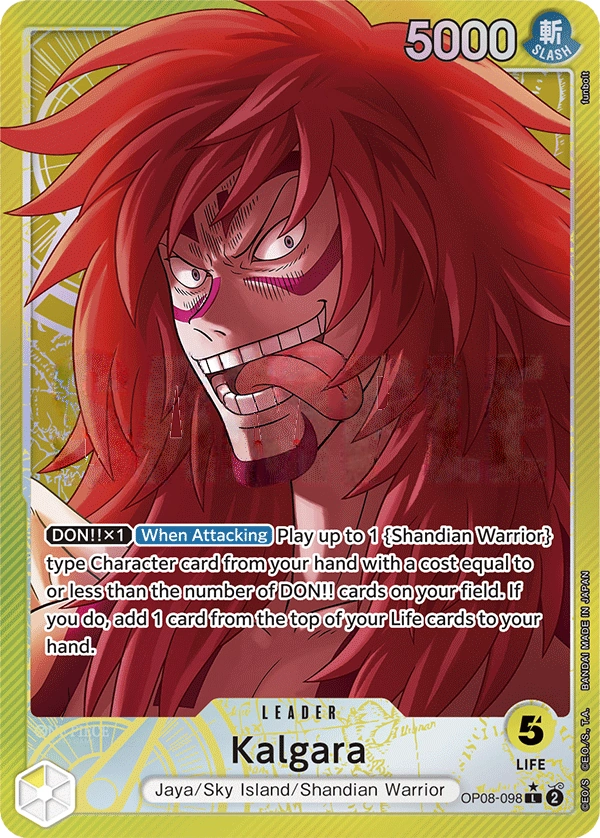 5000
斬
SLASH
funbolt
DON!!×1 When Attacking Play up to 1 {Shandian Warrior}
type Character card from your hand with a cost equal to
or less than the number of DON!! cards on your field. If
you do, add 1 card from the top of your Life cards to your
hand.
LEADER
Kalgara
Jaya/Sky Island/Shandian Warrior
5
LIFE
OP08-098 ★ L 2
©E.O./S ©E.O./S., T.A. BANDAI MADE IN JAPAN